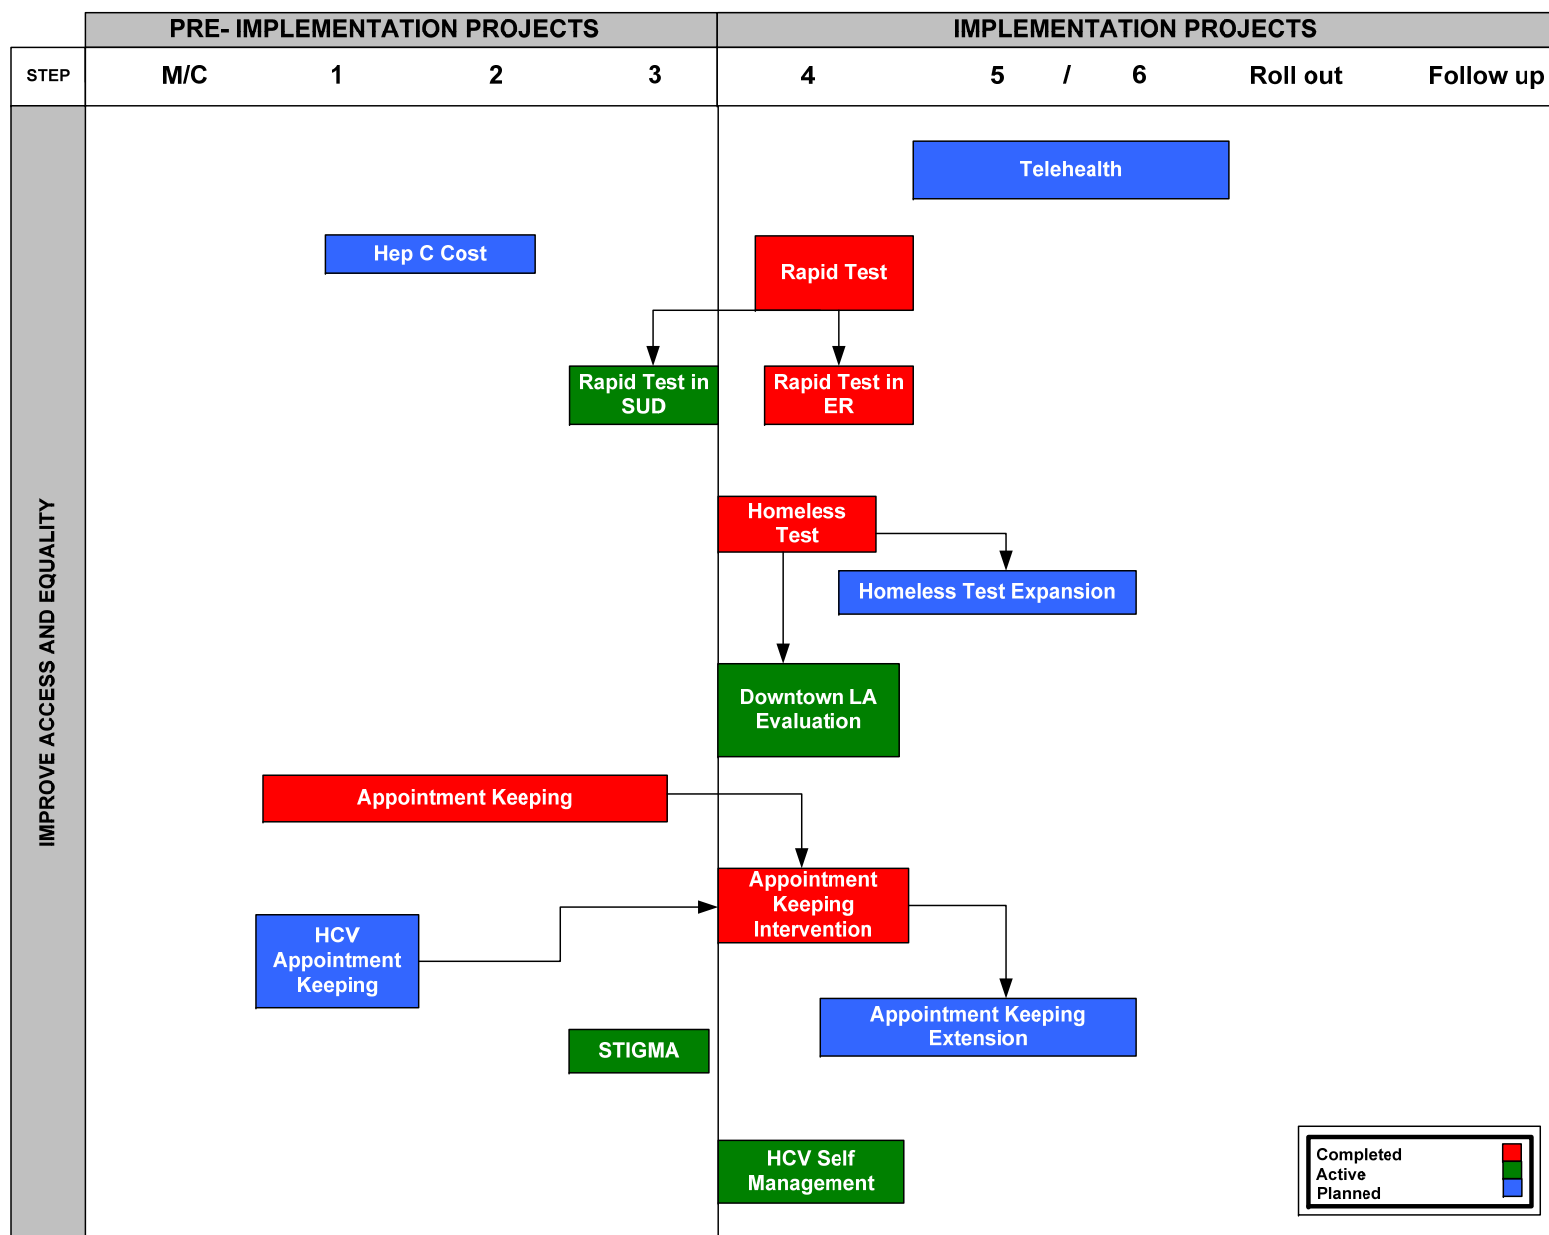 PRE- IMPLEMENTATION PROJECTS
IMPLEMENTATION PROJECTS
STEP
M/C
1
2
3
4
5
/
6
Roll out
Follow up
IMPROVE ACCESS AND EQUALITY
Telehealth
Hep C Cost
Rapid Test
Rapid Test in
SUD
Rapid Test in
ER
Homeless
Test
Homeless Test Expansion
Downtown LA
Evaluation
Appointment Keeping
Appointment
Keeping
Intervention
HCV
Appointment
Keeping
Appointment Keeping
Extension
STIGMA
HCV Self
Management
Completed
Active
Planned